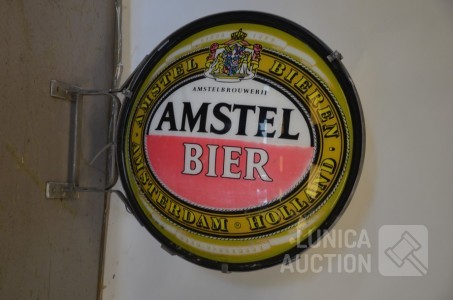 AMSTEL BIEREN
AMSTELBROUWERIJ
AMSTEL
BIER
AMSTERDAM HOLLAND
LUNICA
AUCTION